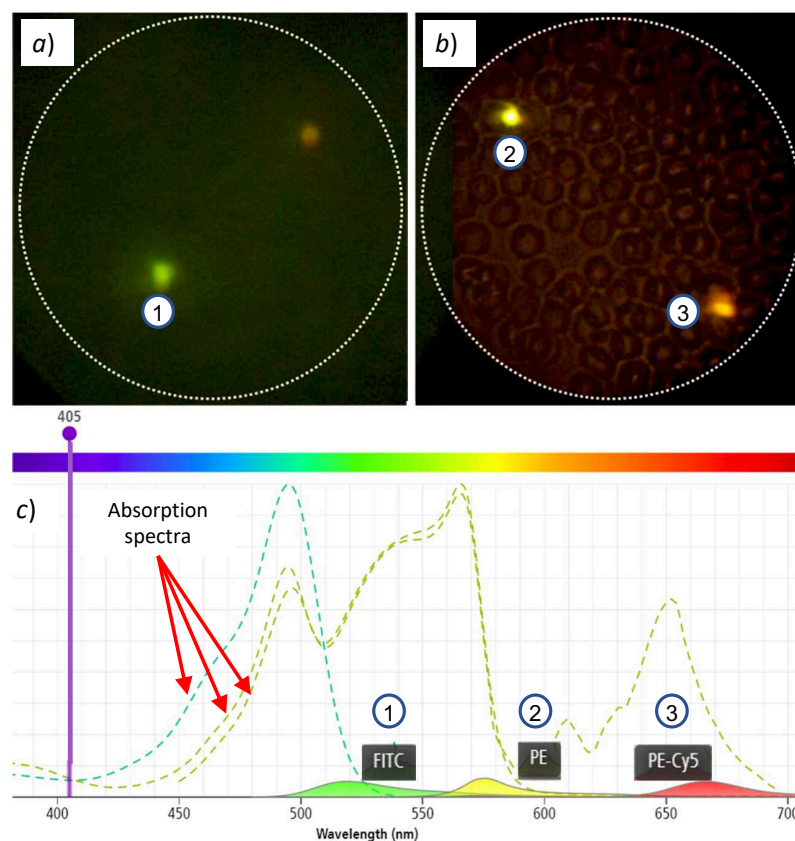 a)
b)
1
2
3
405
c)
Absorption
spectra
1
2
3
FITC
PE
PE-Cy5
400
450
500
550
600
650
700
Wavelength (nm)